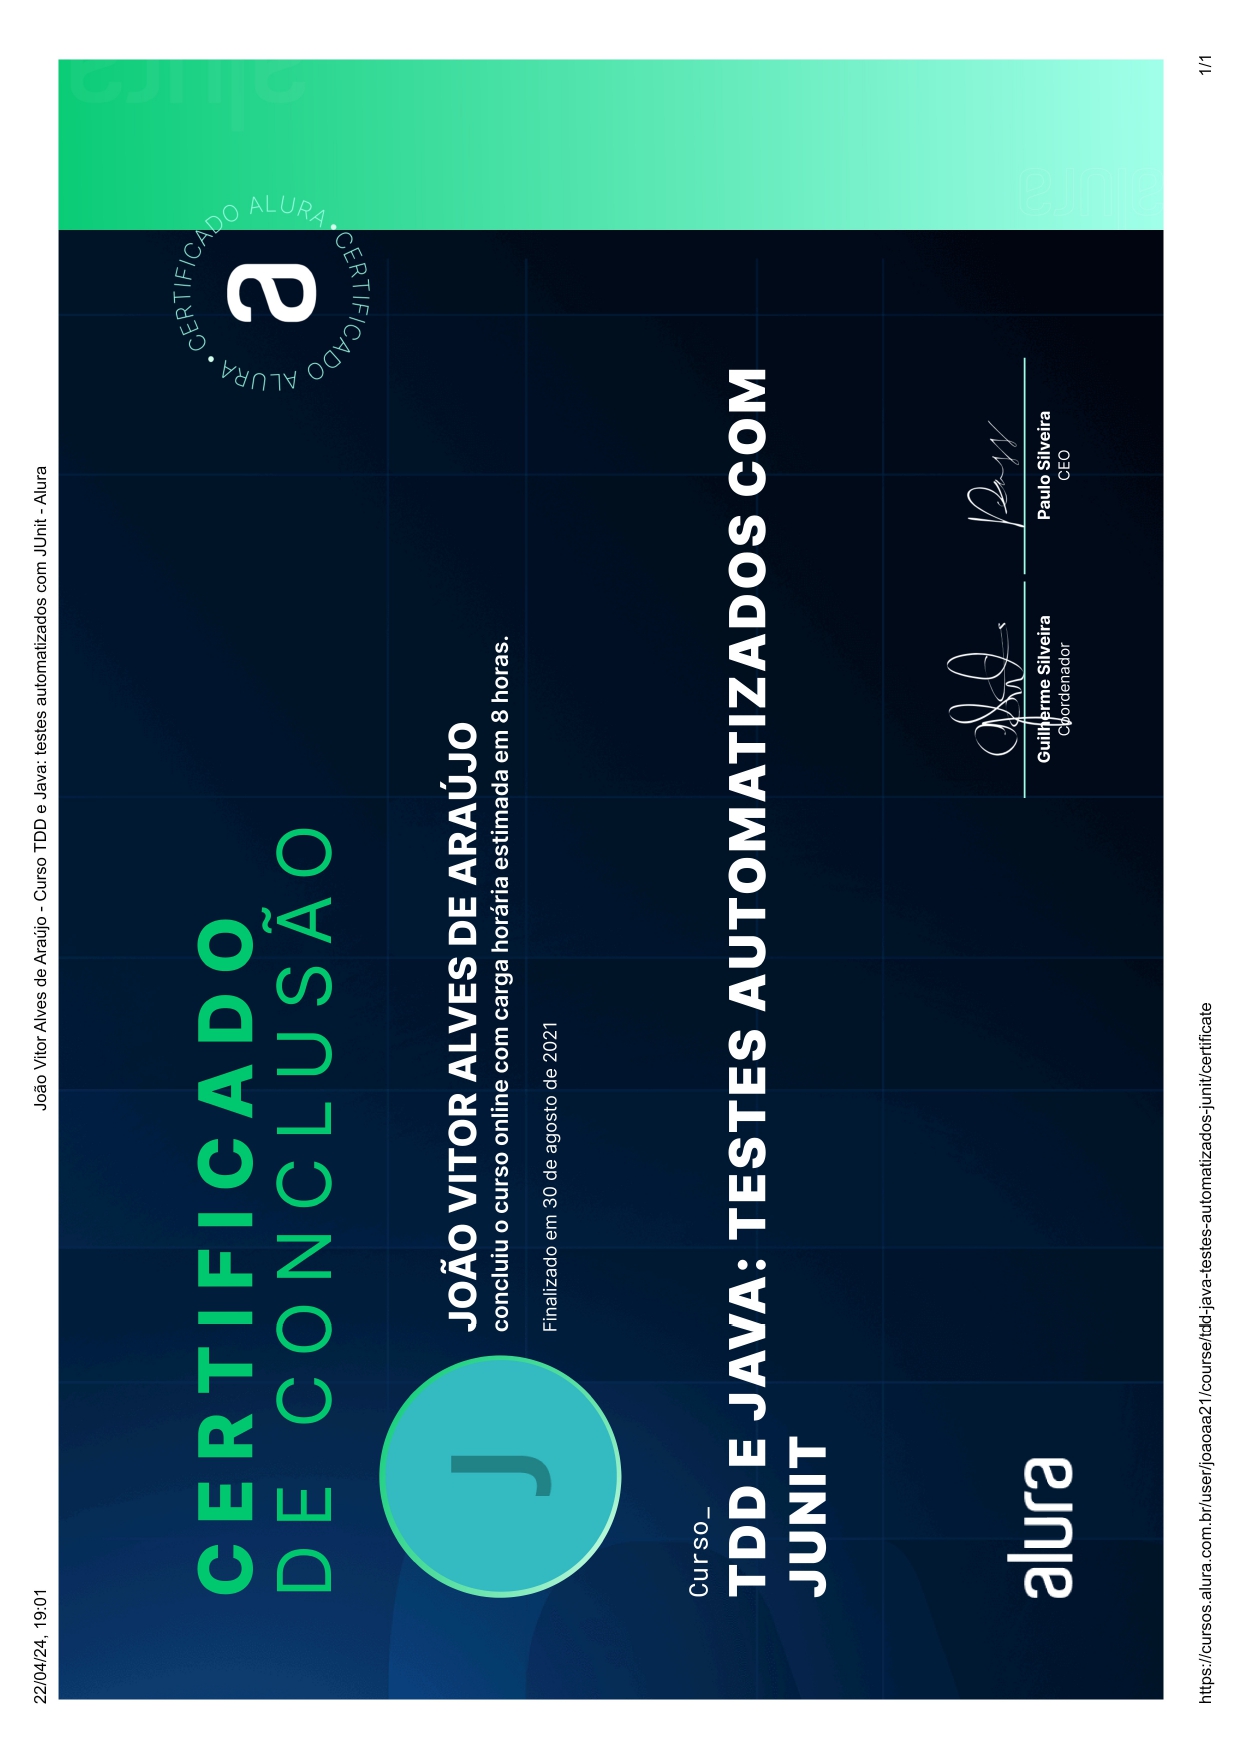 22/04/24, 19:01
João Vitor Alves de Araújo - Curso TDD e Java: testes automatizados com JUnit - Alura
alura
CERTIFICADO ALURA • CERTIFICADO ALURA •
a
CERTIFICADO
DE CONCLUSÃO
J
JOÃO VITOR ALVES DE ARAÚJO
concluiu o curso online com carga horária estimada em 8 horas.
Finalizado em 30 de agosto de 2021
Curso_
TDD E JAVA: TESTES AUTOMATIZADOS COM
JUNIT
alura
Guilherme Silveira
Coordenador
Paulo Silveira
CEO
alura
https://cursos.alura.com.br/user/joaoaa21/course/tdd-java-testes-automatizados-junit/certificate
1/1